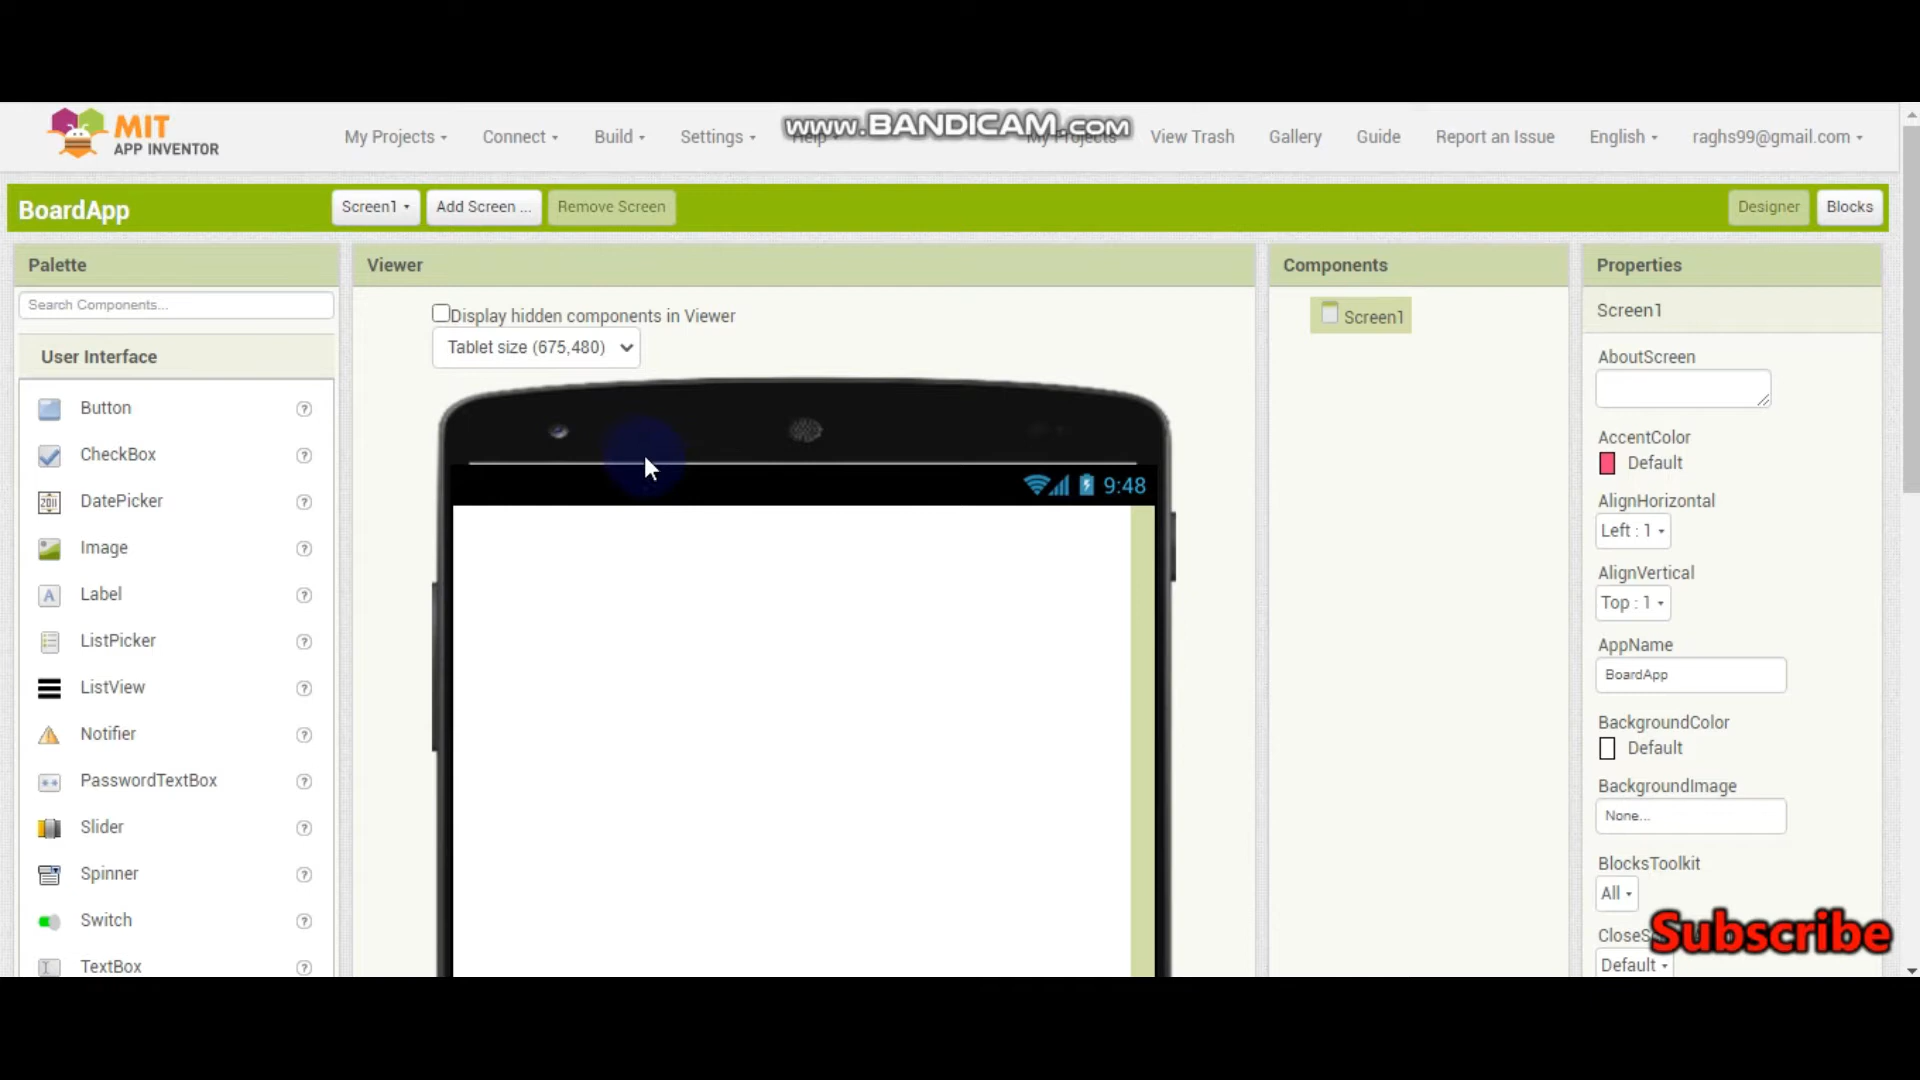 www.BANDICAM.com
MIT
APP INVENTOR
My Projects
Connect
Build
Settings
Help
My Projects
View Trash
Gallery
Guide
Report an Issue
English
raghs99@gmail.com
BoardApp
Screen1
Add Screen ...
Remove Screen
Designer
Blocks
Palette
Search Components...
User Interface
Button ?
CheckBox ?
2011 DatePicker ?
Image ?
A Label ?
ListPicker ?
ListView ?
Notifier ?
PasswordTextBox ?
Slider ?
Spinner ?
Switch ?
TextBox ?
Viewer
Display hidden components in Viewer
Tablet size (675,480)
9:48
Components
Screen1
Properties
Screen1
AboutScreen
AccentColor
Default
AlignHorizontal
Left : 1
AlignVertical
Top : 1
AppName
BoardApp
BackgroundColor
Default
BackgroundImage
None...
BlocksToolkit
All
Default
Subscribe